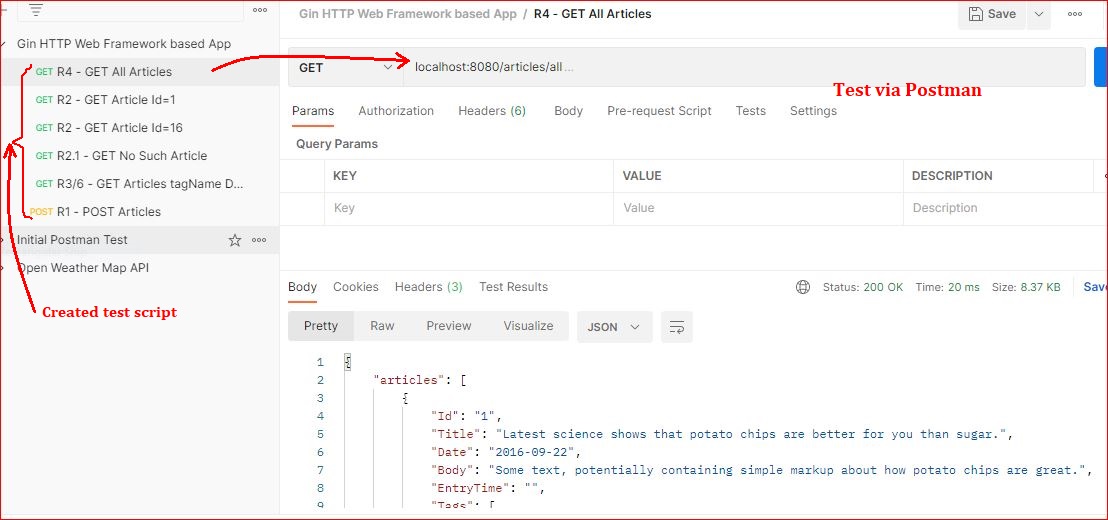 Gin HTTP Web Framework based App
GET R4 - GET All Articles
GET R2 - GET Article Id=1
GET R2 - GET Article Id=16
GET R2.1 - GET No Such Article
GET R3/6 - GET Articles tagName D...
POST R1 - POST Articles
Initial Postman Test
Open Weather Map API
Created test script
Gin HTTP Web Framework based App / R4 - GET All Articles
Save
GET localhost:8080/articles/all ...
Test via Postman
Params Authorization Headers (6) Body Pre-request Script Tests Settings
Query Params
KEY VALUE DESCRIPTION
Key Value Description
Body Cookies Headers (3) Test Results Status: 200 OK Time: 20 ms Size: 8.37 KB Save
Pretty Raw Preview Visualize JSON
1 {
2 "articles": [
3 {
4 "Id": "1",
5 "Title": "Latest science shows that potato chips are better for you than sugar.",
6 "Date": "2016-09-22",
7 "Body": "Some text, potentially containing simple markup about how potato chips are great.",
8 "EntryTime": "",
9 "Tags": [